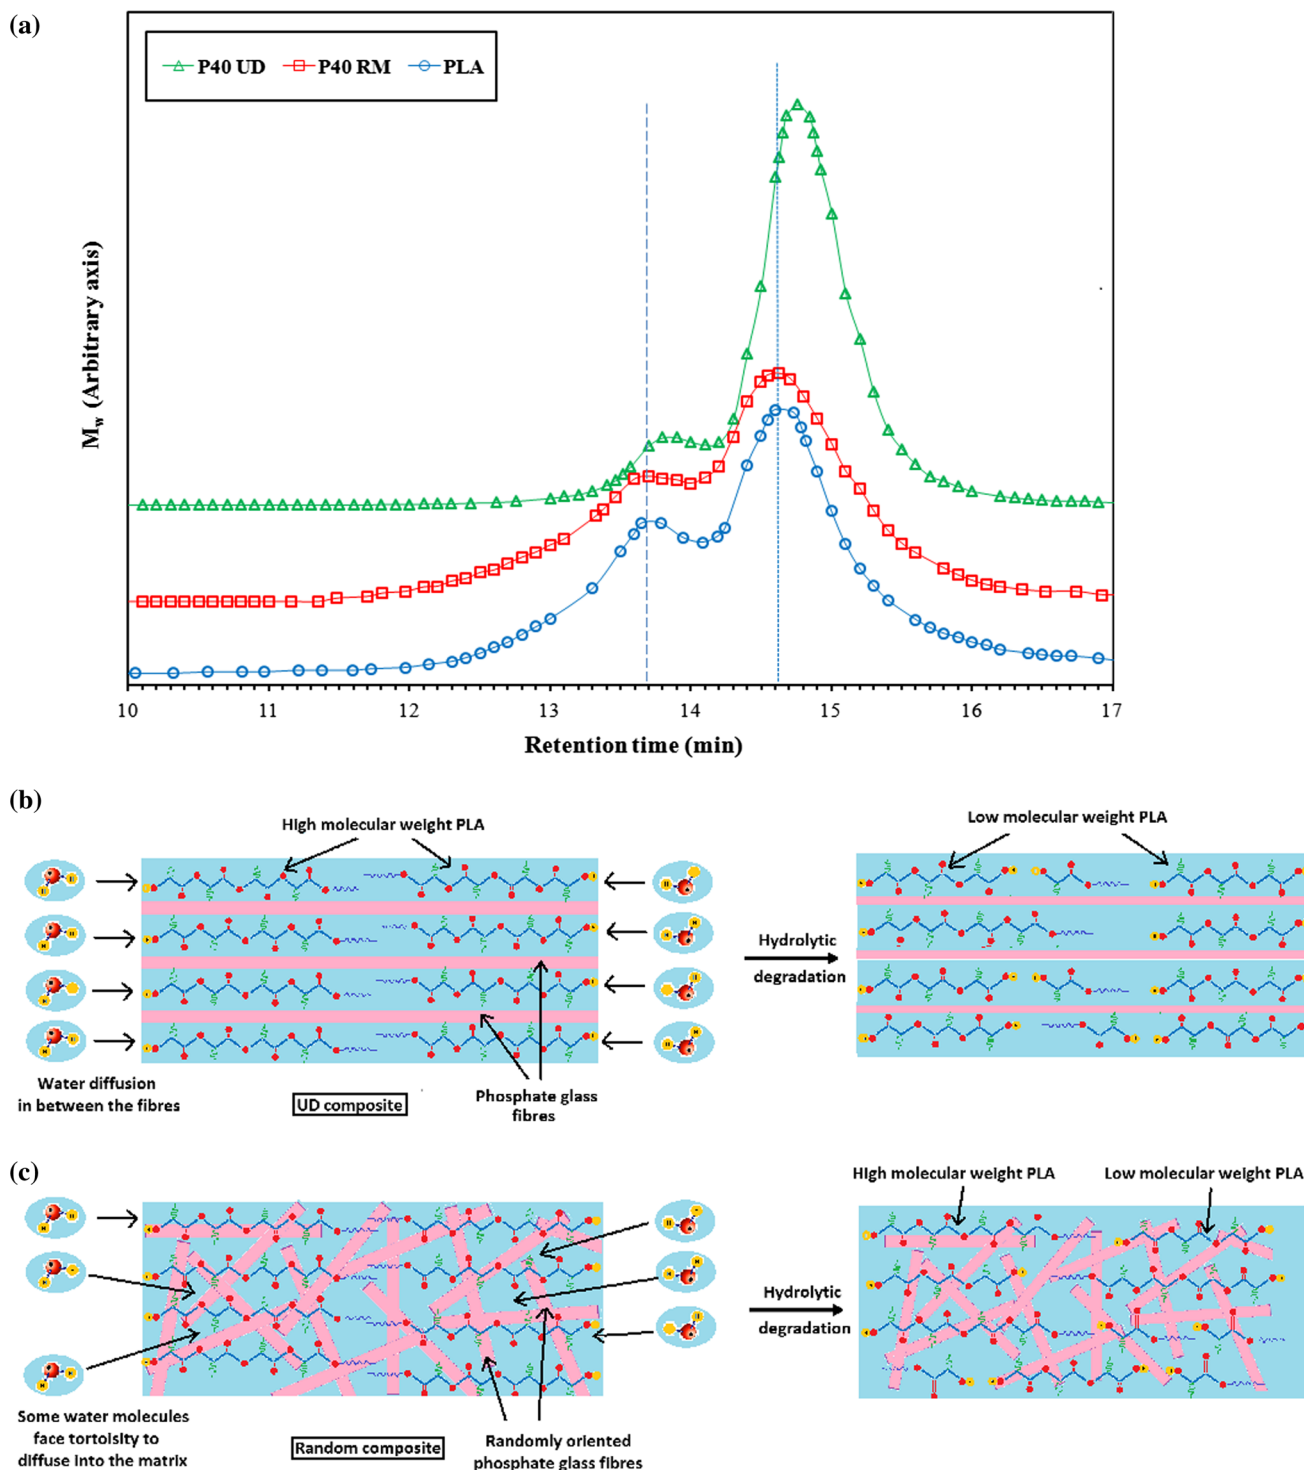 (a)
P40 UD P40 RM PLA
Mw (Arbitrary axis)
10 11 12 13 14 15 16 17
Retention time (min)
(b)
High molecular weight PLA
Low molecular weight PLA
Hydrolytic
degradation
Water diffusion
in between the fibres
UD composite
Phosphate glass
fibres
(c)
High molecular weight PLA
Low molecular weight PLA
Hydrolytic
degradation
Some water molecules
face tortoisity to
diffuse into the matrix
Random composite
Randomly oriented
phosphate glass fibres